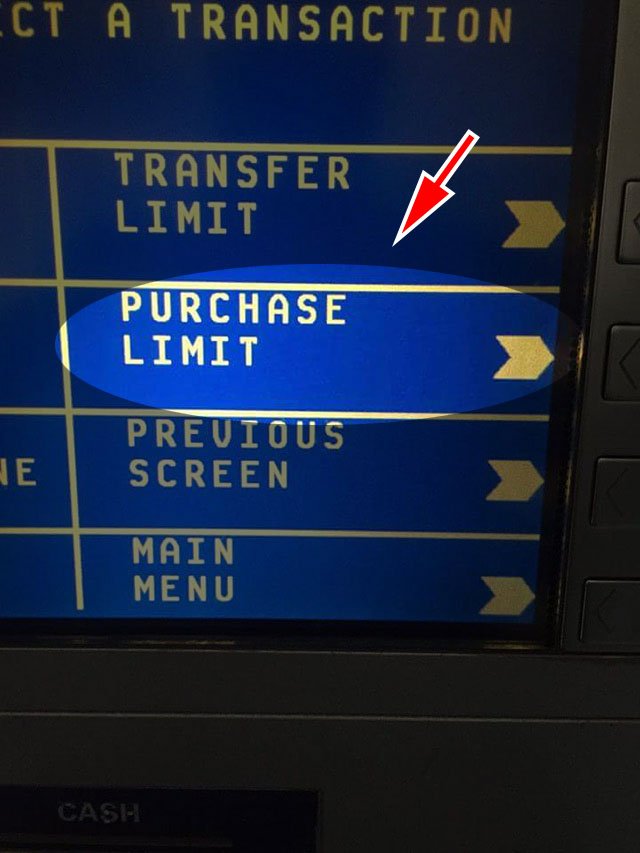 CT A TRANSACTION
TRANSFER
LIMIT
PURCHASE
LIMIT
PREVIOUS
SCREEN
NE
MAIN
MENU
CASH